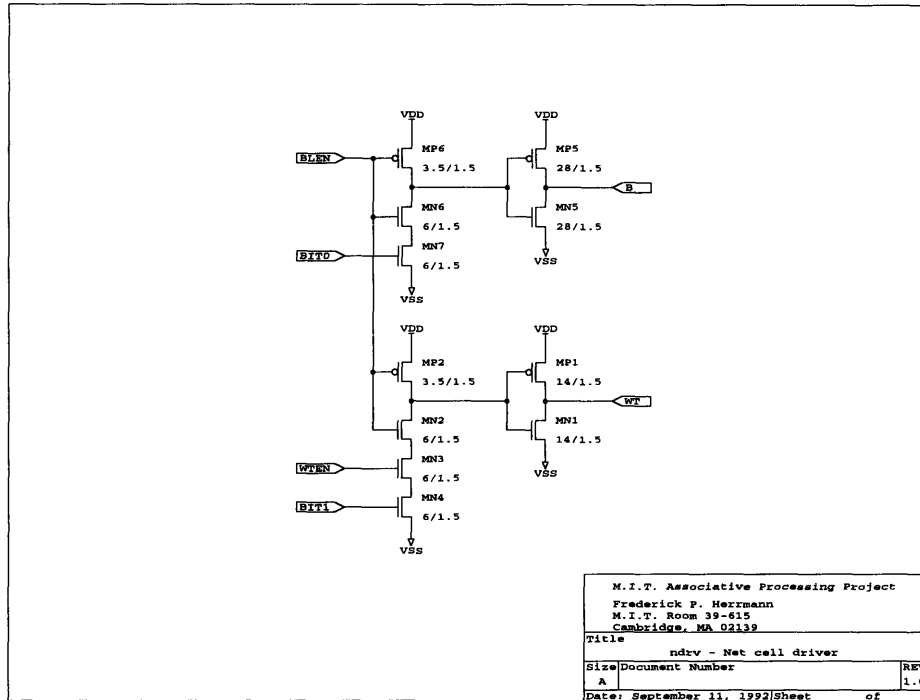 VDD
VDD
BLEN
MP6
3.5/1.5
MP5
28/1.5
B
MN6
6/1.5
MN5
28/1.5
BIT0
MN7
6/1.5
VSS
VSS
VDD
VDD
MP2
3.5/1.5
MP1
14/1.5
WT
MN2
6/1.5
MN1
14/1.5
WTEN
MN3
6/1.5
VSS
BIT1
MN4
6/1.5
VSS
M.I.T. Associative Processing Project
Frederick P. Herrmann
M.I.T. Room 39-615
Cambridge, MA 02139
Title
ndrv - Net cell driver
Size Document Number REV
A 1.
Date: September 11, 1992 Sheet of